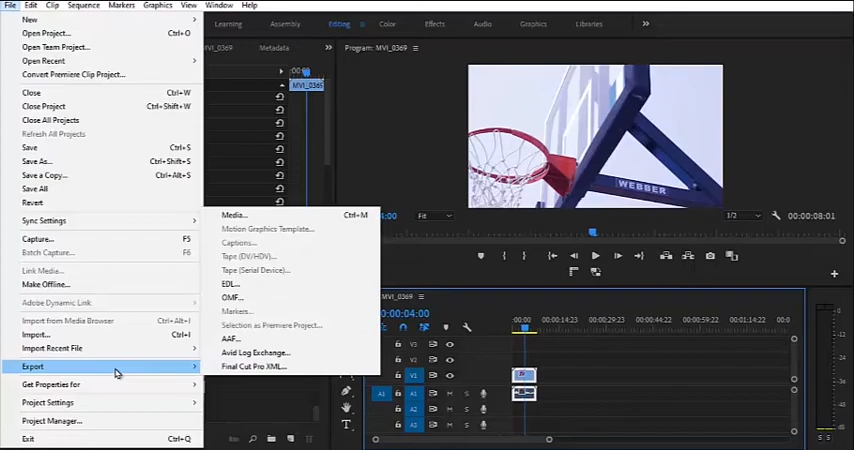 File Edit Clip Sequence Markers Graphics View Window Help
Learning Assembly Editing Color Effects Audio Graphics Libraries
New
Open Project... Ctrl+O
Open Team Project...
Open Recent
Convert Premiere Clip Project...
Close Ctrl+W
Close Project Ctrl+Shift+W
Close All Projects
Refresh All Projects
Save Ctrl+S
Save As... Ctrl+Shift+S
Save a Copy... Ctrl+Alt+S
Save All
Revert
Sync Settings
Capture... F5
Batch Capture... F6
Link Media...
Make Offline...
Adobe Dynamic Link
Import from Media Browser Ctrl+Alt+I
Import... Ctrl+I
Import Recent File
Export
Get Properties for
Project Settings
Project Manager...
Exit Ctrl+Q
Media... Ctrl+M
Motion Graphics Template...
Captions...
Tape (DV/HDV)...
Tape (Serial Device)...
EDL...
OMF...
Markers...
Selection as Premiere Project...
AAF...
Avid Log Exchange...
Final Cut Pro XML...
MVI_0369 Metadata
:00:00
MVI_0369
Program: MVI_0369
WEBBER
4:00 Fit 1/2 00:00:08:01
MVI_0369
00:00:04:00
:00:00 00:00:14:23 00:00:29:23 00:00:44:22 00:00:59:22 00:01:14:22 00:0
V3
V2
V1
A1 A1 M S
A2 M S
A3 M S
0
S S